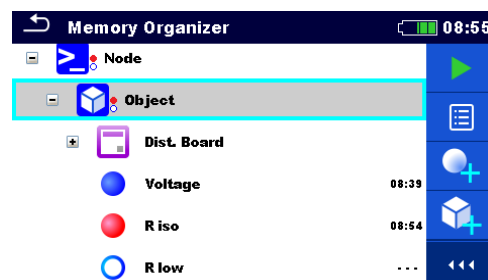 Memory Organizer 08:55
Node
Object
Dist. Board
Voltage 08:39
R iso 08:54
R low ---